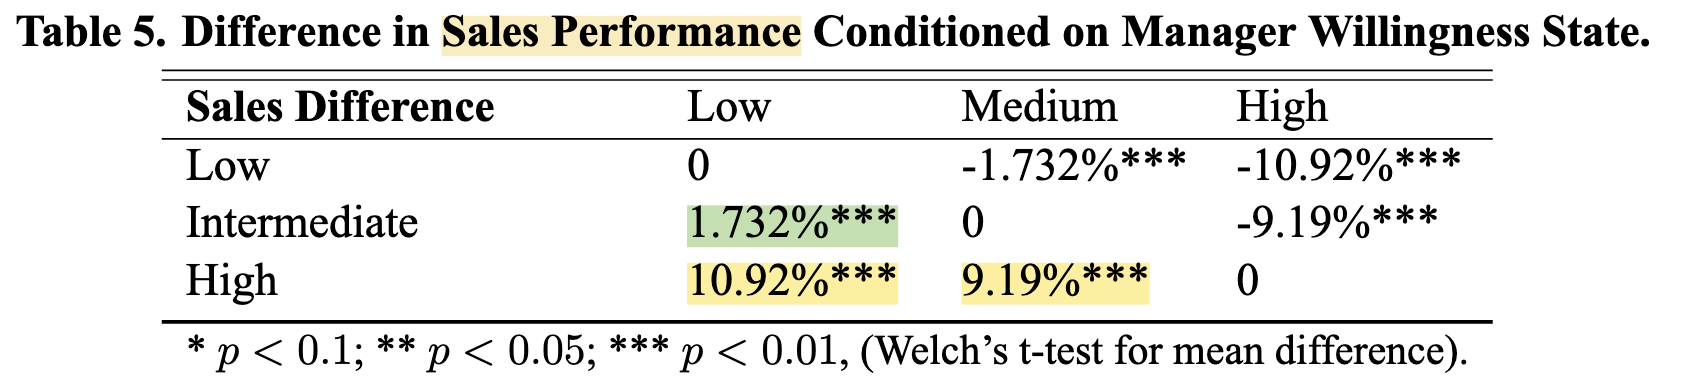 Table 5. Difference in Sales Performance Conditioned on Manager Willingness State.
Sales Difference Low Medium High
Low 0 -1.732%*** -10.92%***
Intermediate 1.732%*** 0 -9.19%***
High 10.92%*** 9.19%*** 0
* p < 0.1; ** p < 0.05; *** p < 0.01, (Welch’s t-test for mean difference).